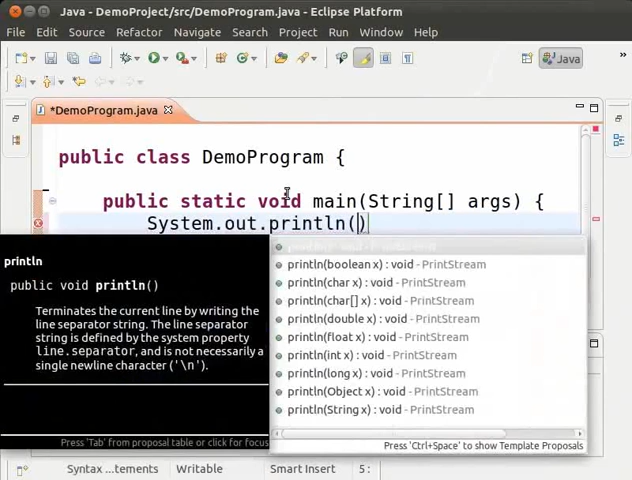 Java - DemoProject/src/DemoProgram.java - Eclipse Platform
File Edit Source Refactor Navigate Search Project Run Window Help
Java »
*DemoProgram.java
public class DemoProgram {
public static void main(String[] args) {
System.out.println()
println
public void println()
Terminates the current line by writing the
line separator string. The line separator
string is defined by the system property
line.separator, and is not necessarily a
single newline character ('\n').
Press 'Tab' from proposal table or click for focus
println(boolean x) : void - PrintStream
println(char x) : void - PrintStream
println(char[] x) : void - PrintStream
println(double x) : void - PrintStream
println(float x) : void - PrintStream
println(int x) : void - PrintStream
println(long x) : void - PrintStream
println(Object x) : void - PrintStream
println(String x) : void - PrintStream
Press 'Ctrl+Space' to show Template Proposals
Syntax ...tements Writable Smart Insert 5 :